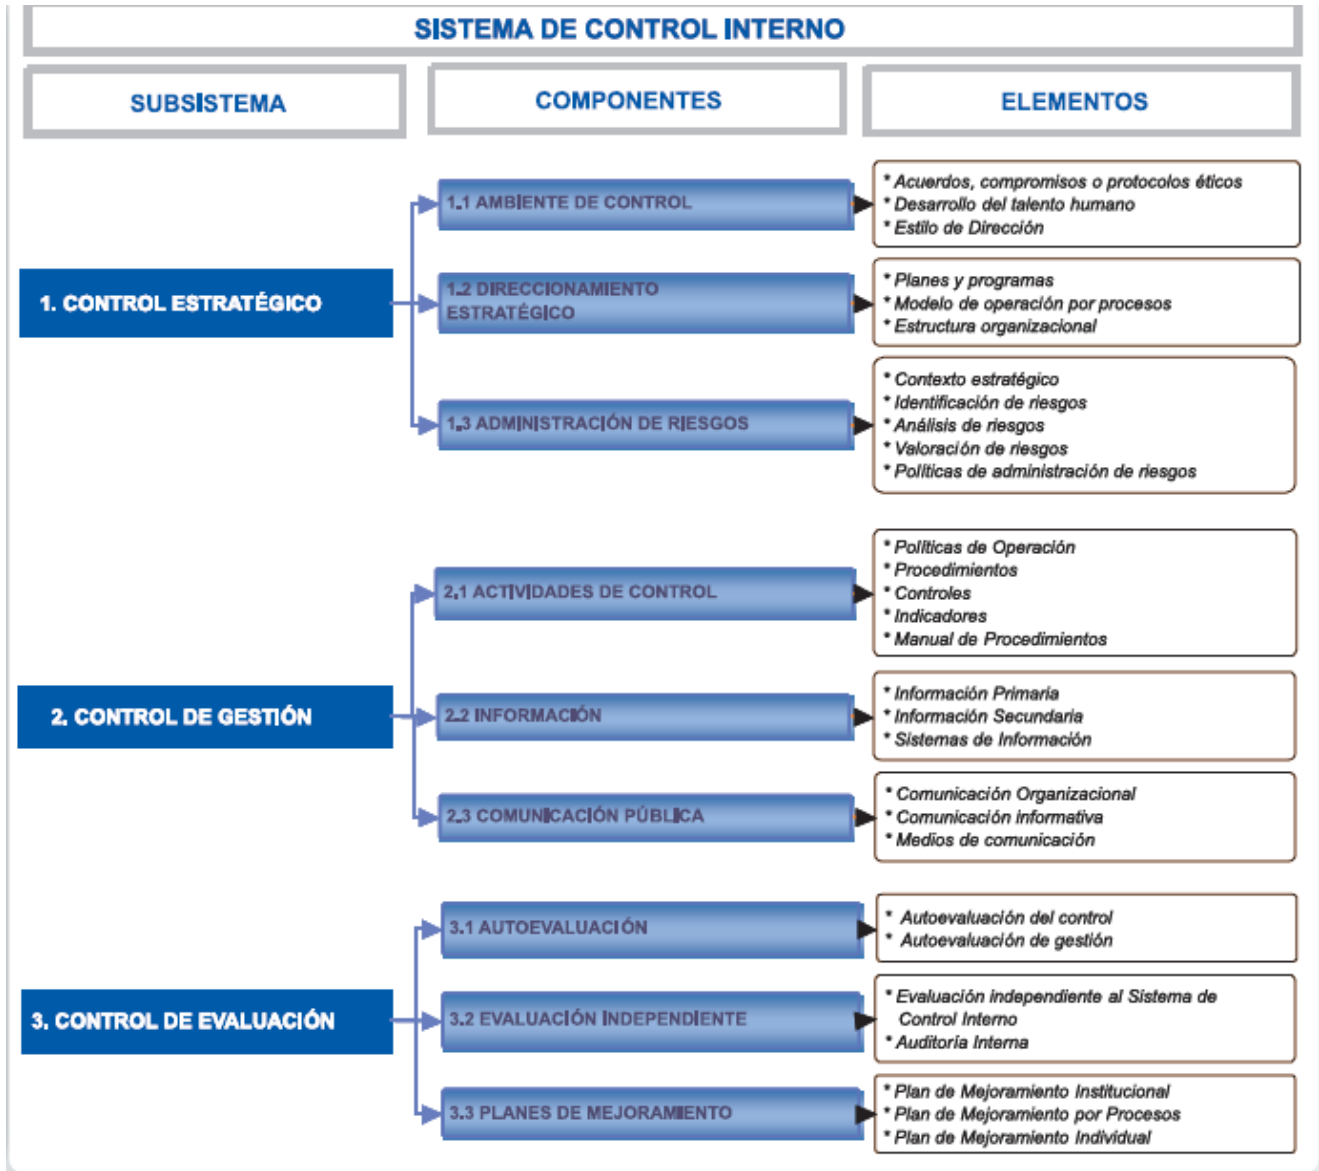 SISTEMA DE CONTROL INTERNO
SUBSISTEMA
COMPONENTES
ELEMENTOS
1. CONTROL ESTRATÉGICO
1.1 AMBIENTE DE CONTROL
* Acuerdos, compromisos o protocolos éticos
* Desarrollo del talento humano
* Estilo de Dirección
1.2 DIRECCIONAMIENTO
ESTRATÉGICO
* Planes y programas
* Modelo de operación por procesos
* Estructura organizacional
1.3 ADMINISTRACIÓN DE RIESGOS
* Contexto estratégico
* Identificación de riesgos
* Análisis de riesgos
* Valoración de riesgos
* Políticas de administración de riesgos
2. CONTROL DE GESTIÓN
2.1 ACTIVIDADES DE CONTROL
* Políticas de Operación
* Procedimientos
* Controles
* Indicadores
* Manual de Procedimientos
2.2 INFORMACIÓN
* Información Primaria
* Información Secundaria
* Sistemas de Información
2.3 COMUNICACIÓN PÚBLICA
* Comunicación Organizacional
* Comunicación informativa
* Medios de comunicación
3. CONTROL DE EVALUACIÓN
3.1 AUTOEVALUACIÓN
* Autoevaluación del control
* Autoevaluación de gestión
3.2 EVALUACIÓN INDEPENDIENTE
* Evaluación independiente al Sistema de
Control Interno
* Auditoría Interna
3.3 PLANES DE MEJORAMIENTO
* Plan de Mejoramiento Institucional
* Plan de Mejoramiento por Procesos
* Plan de Mejoramiento Individual